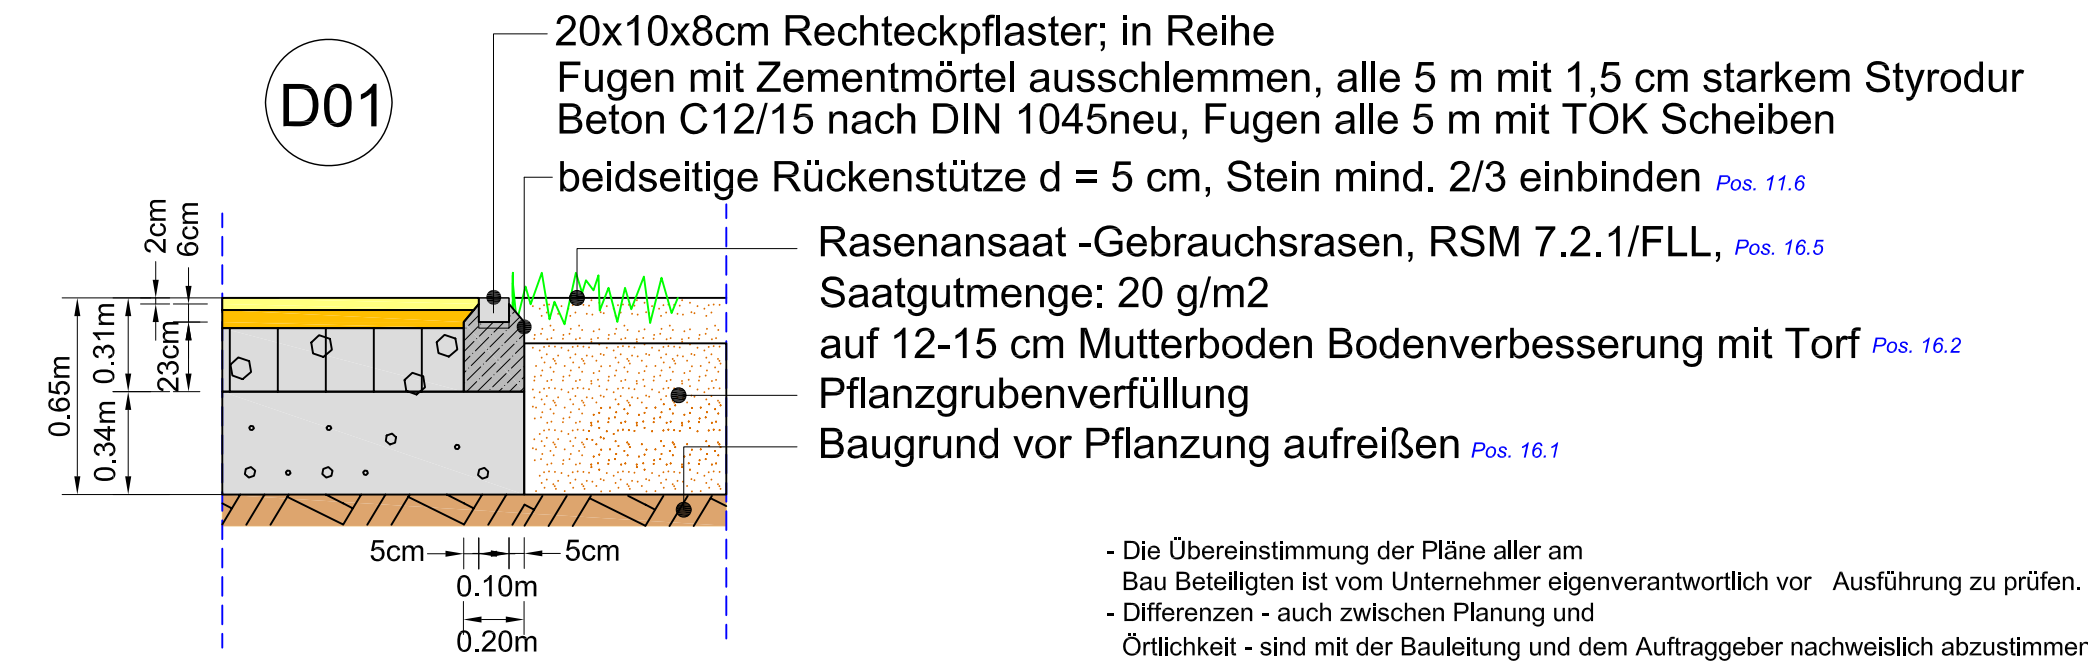 20x10x8cm Rechteckpflaster; in Reihe
D01
Fugen mit Zementmörtel ausschlemmen, alle 5 m mit 1,5 cm starkem Styrodur
Beton C12/15 nach DIN 1045neu, Fugen alle 5 m mit TOK Scheiben
beidseitige Rückenstütze d = 5 cm, Stein mind. 2/3 einbinden Pos. 11.6
2cm
6cm
Rasenansaat -Gebrauchsrasen, RSM 7.2.1/FLL, Pos. 16.5
Saatgutmenge: 20 g/m2
auf 12-15 cm Mutterboden Bodenverbesserung mit Torf Pos. 16.2
0.65m
0.31m
23cm
0.34m
Pflanzgrubenverfüllung
Baugrund vor Pflanzung aufreißen Pos. 16.1
5cm
5cm
0.10m
0.20m
- Die Übereinstimmung der Pläne aller am
Bau Beteiligten ist vom Unternehmer eigenverantwortlich vor Ausführung zu prüfen.
- Differenzen - auch zwischen Planung und
Örtlichkeit - sind mit der Bauleitung und dem Auftraggeber nachweislich abzustimmen